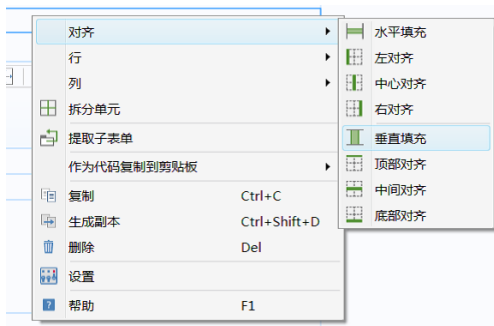 对齐
行
列
拆分单元
提取子表单
作为代码复制到剪贴板
复制 Ctrl+C
生成副本 Ctrl+Shift+D
删除 Del
设置
帮助 F1
水平填充
左对齐
中心对齐
右对齐
垂直填充
顶部对齐
中间对齐
底部对齐